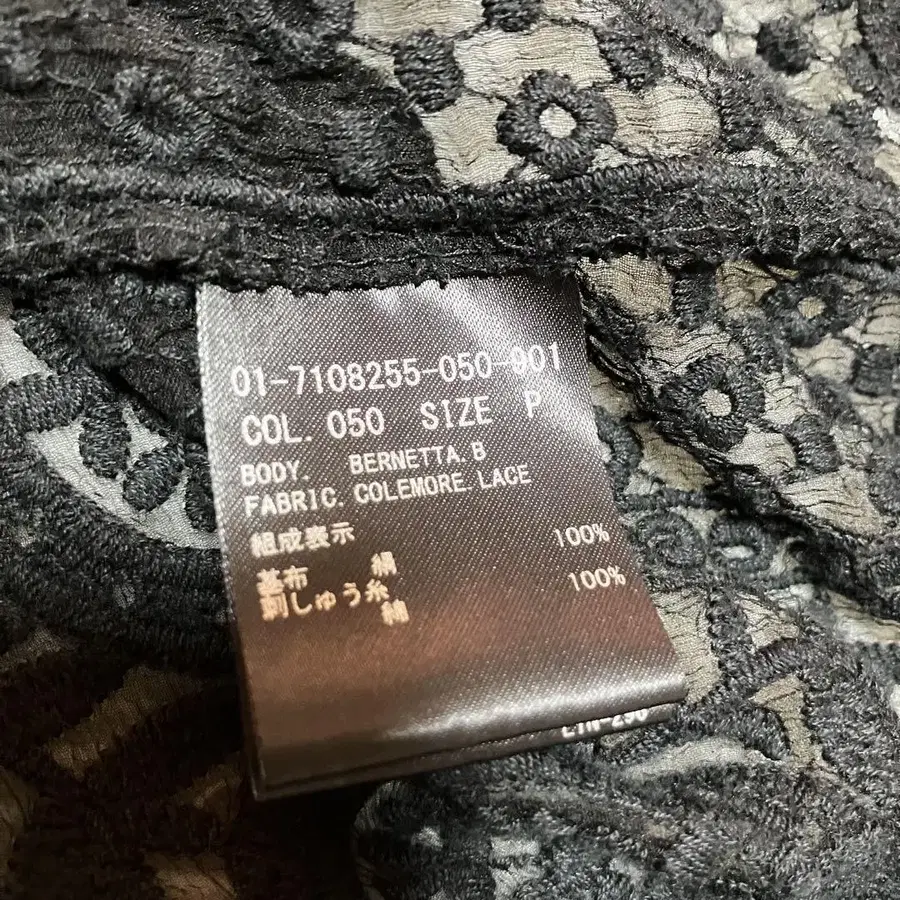 01-7108255-050-001
COL. 050 SIZE P
BODY. BERNETTA. B
FABRIC. COLEMORE LACE
組成表示
基布 絹 100%
刺しゅう糸 綿 100%